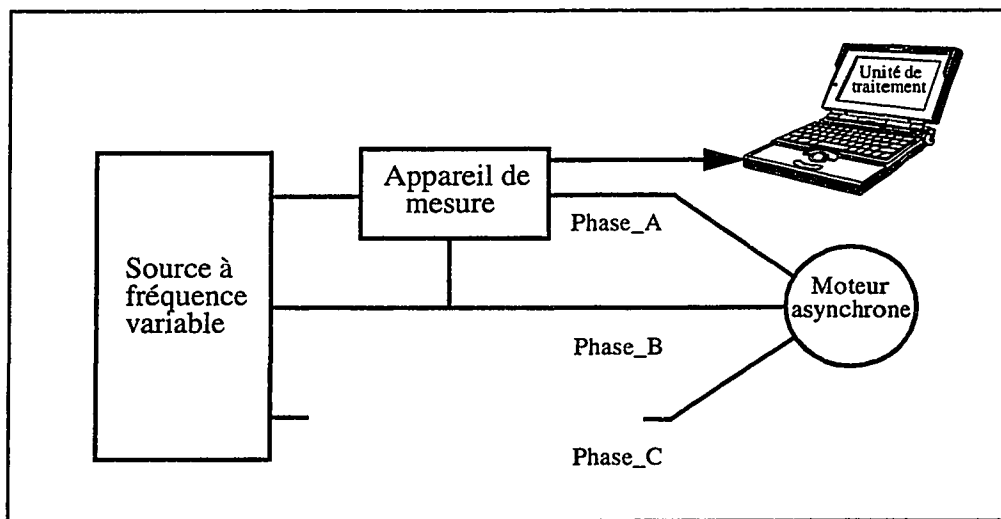 Unité de
traitement
Appareil de
mesure
Phase_A
Source à
fréquence
variable
Moteur
asynchrone
Phase_B
Phase_C